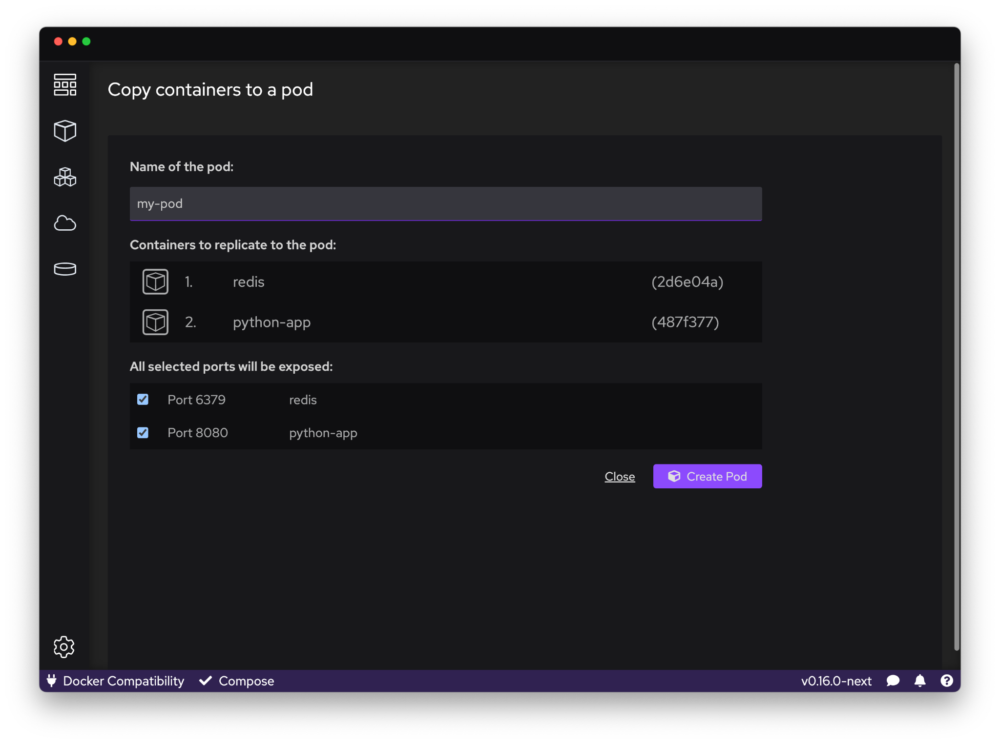 Copy containers to a pod
Name of the pod:
my-pod
Containers to replicate to the pod:
1. redis (2d6e04a)
2. python-app (487f377)
All selected ports will be exposed:
Port 6379 redis
Port 8080 python-app
Close Create Pod
Docker Compatibility Compose v0.16.0-next